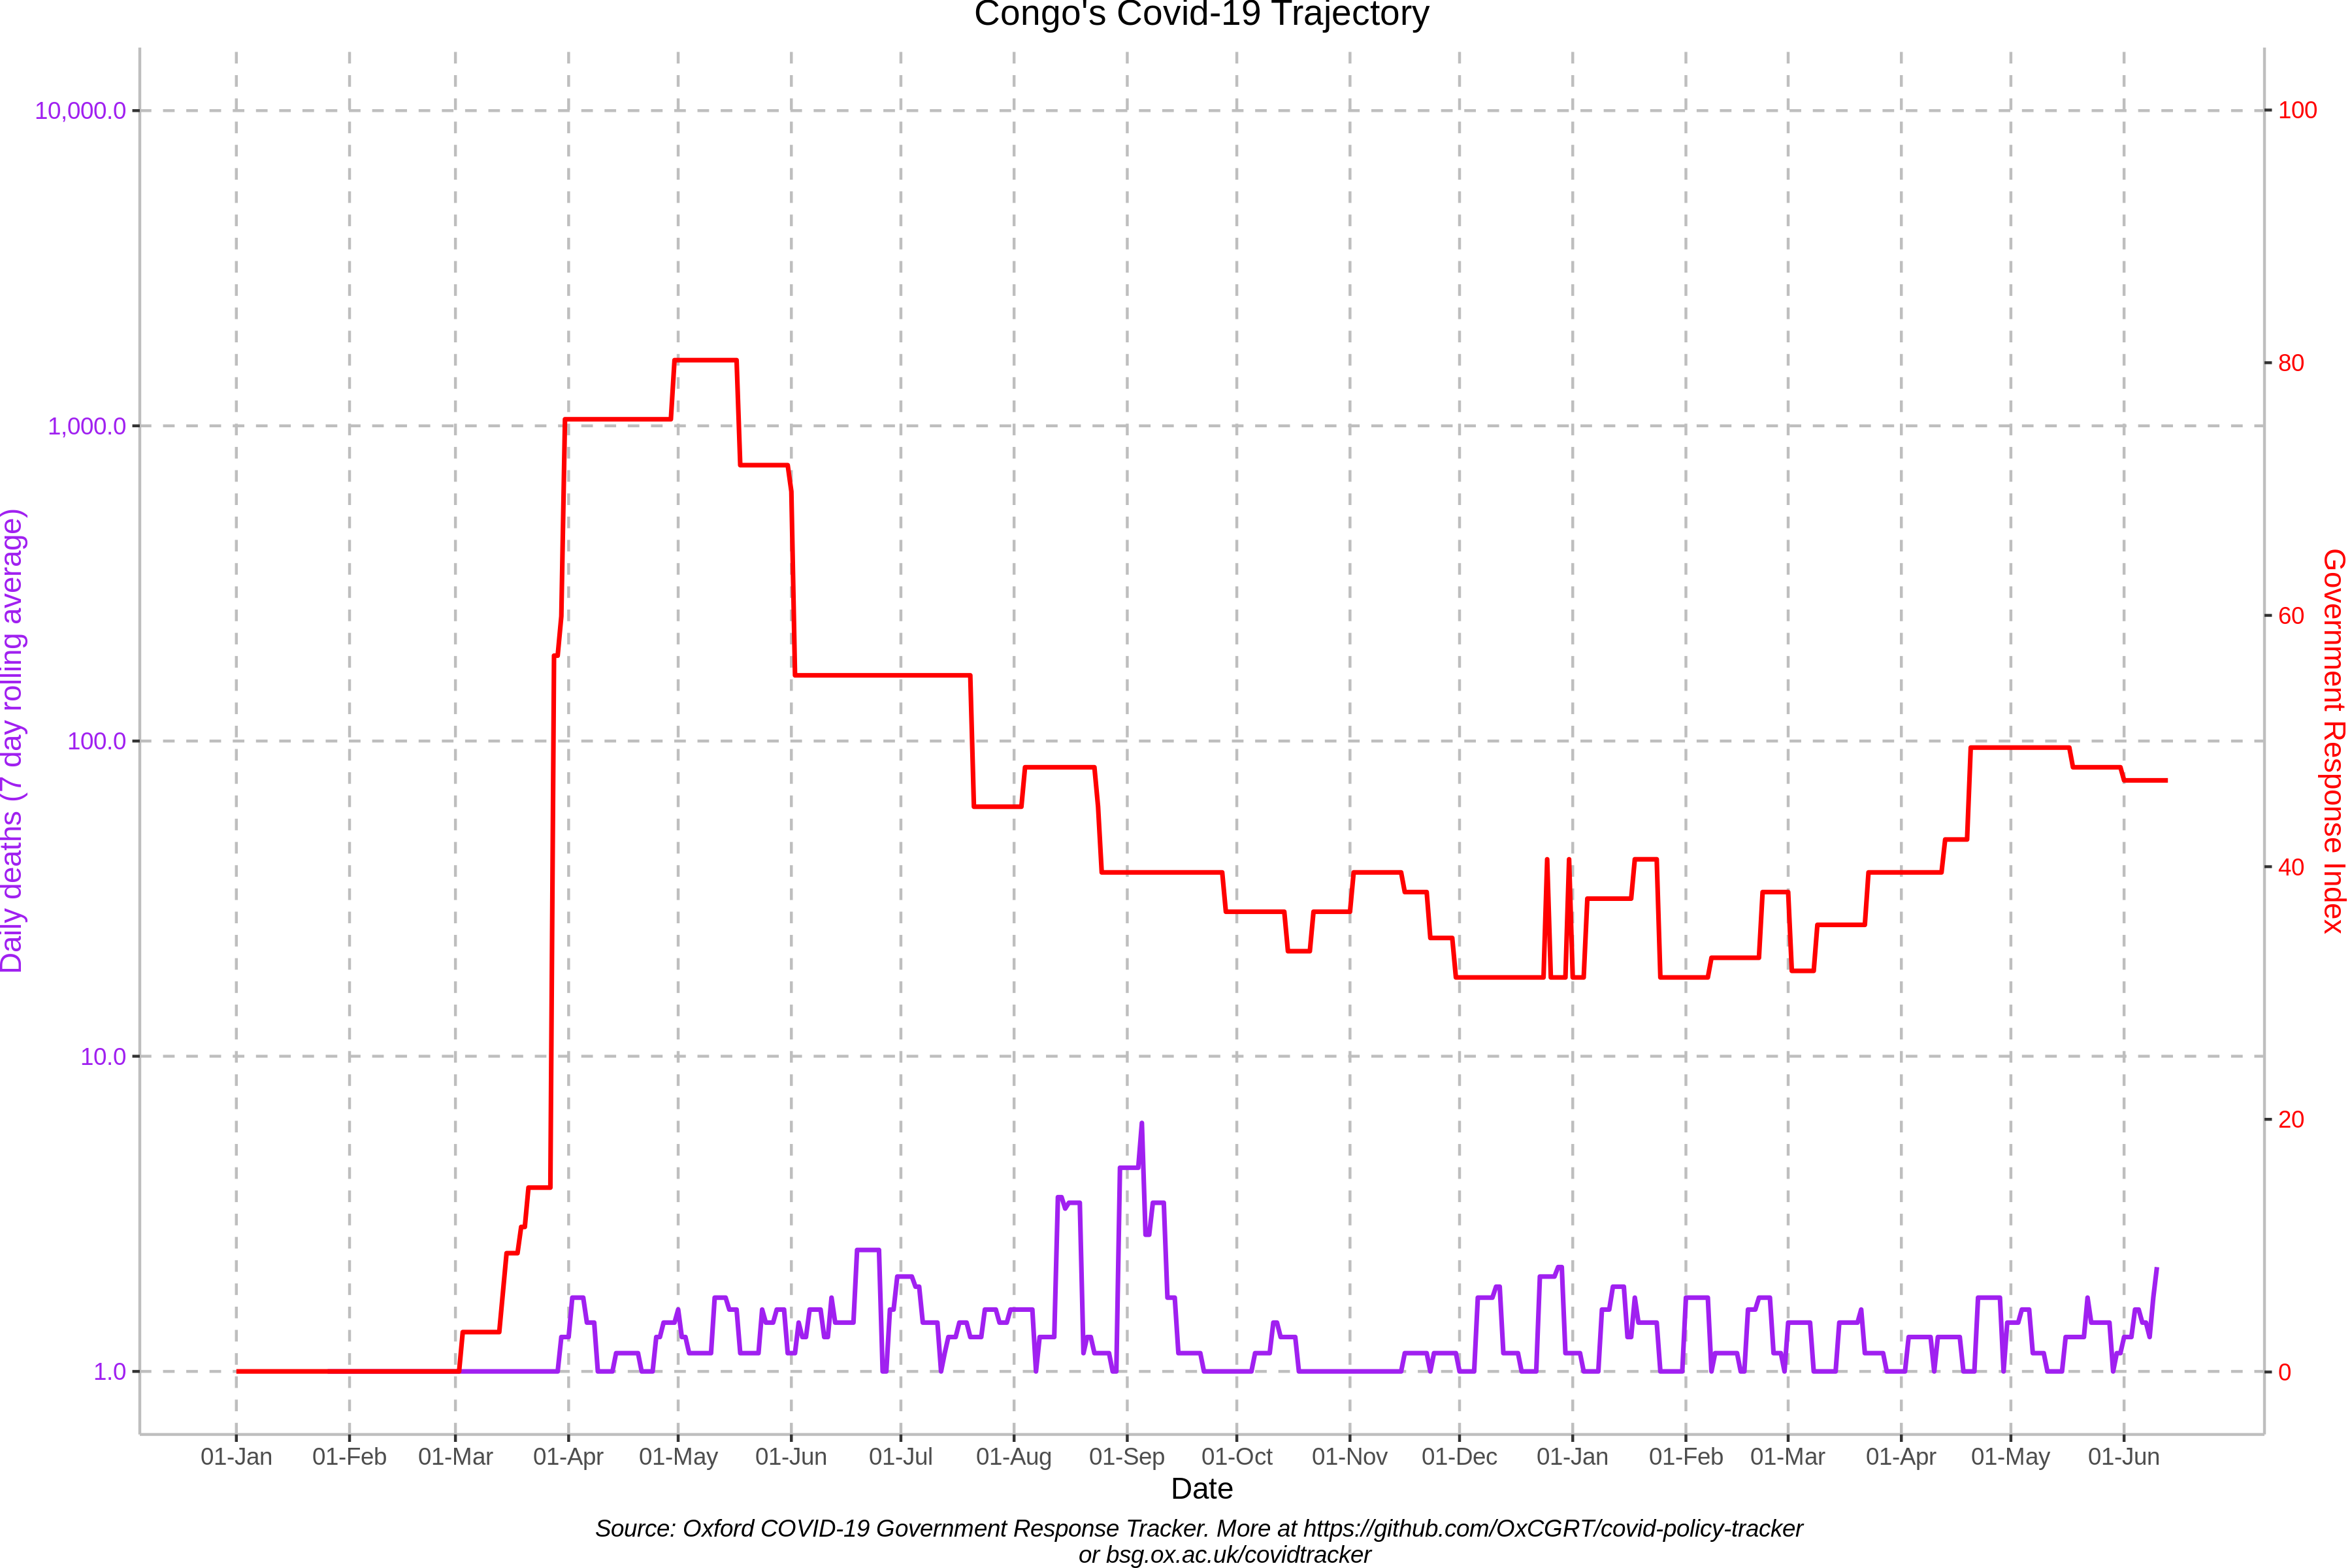 Congo's Covid-19 Trajectory
10,000.0
1,000.0
100.0
10.0
1.0
Daily deaths (7 day rolling average)
100
80
60
40
20
0
Government Response Index
01-Jan 01-Feb 01-Mar 01-Apr 01-May 01-Jun 01-Jul 01-Aug 01-Sep 01-Oct 01-Nov 01-Dec 01-Jan 01-Feb 01-Mar 01-Apr 01-May 01-Jun
Date
Source: Oxford COVID-19 Government Response Tracker. More at https://github.com/OxCGRT/covid-policy-tracker
or bsg.ox.ac.uk/covidtracker